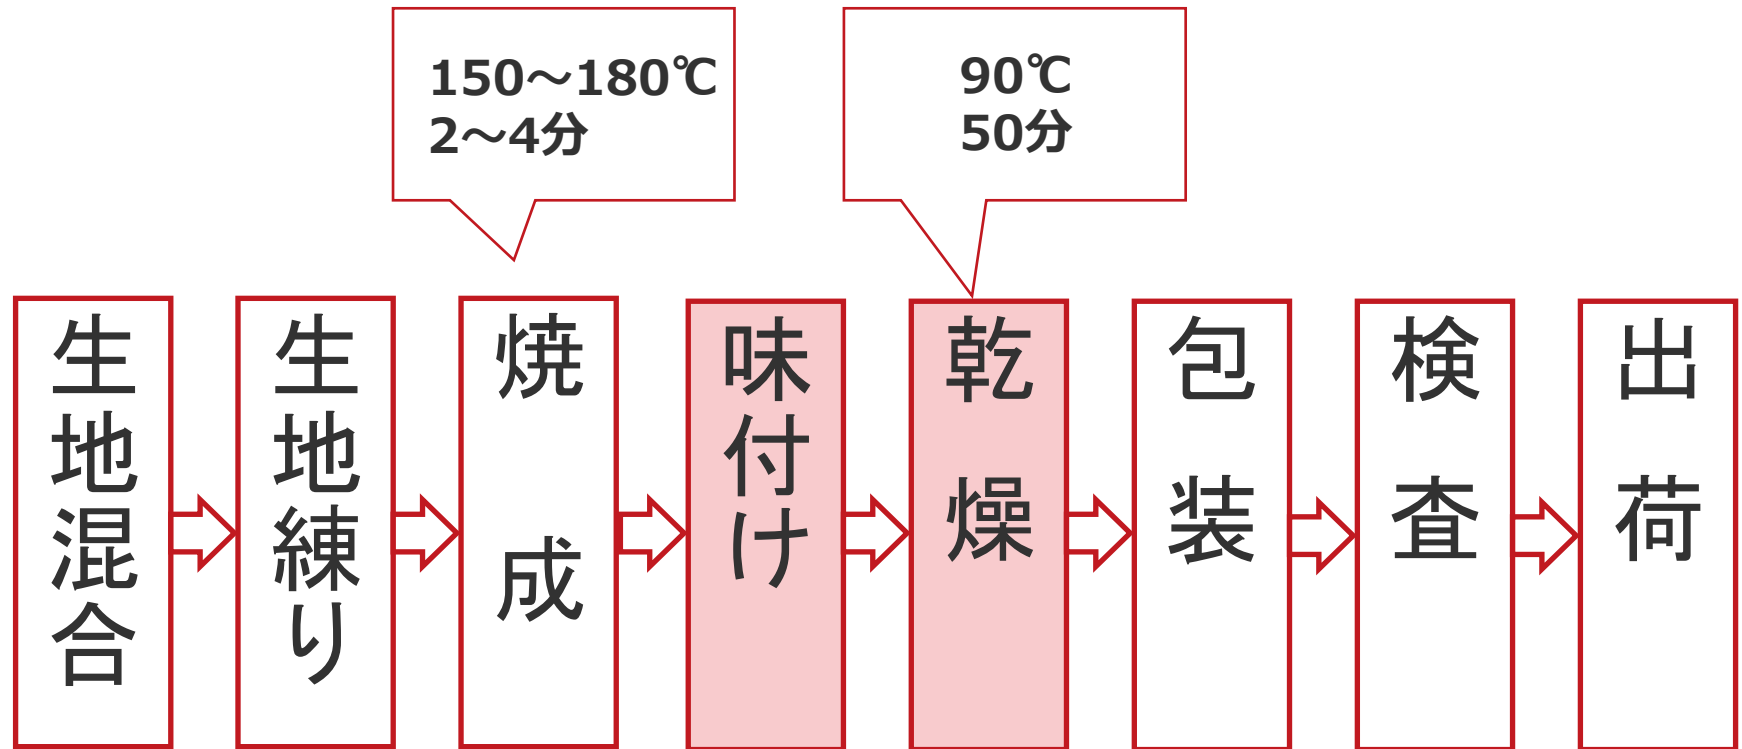 150～180℃
2～4分
90℃
50分
生地混合
生地練り
焼成
味付け
乾燥
包装
検査
出荷